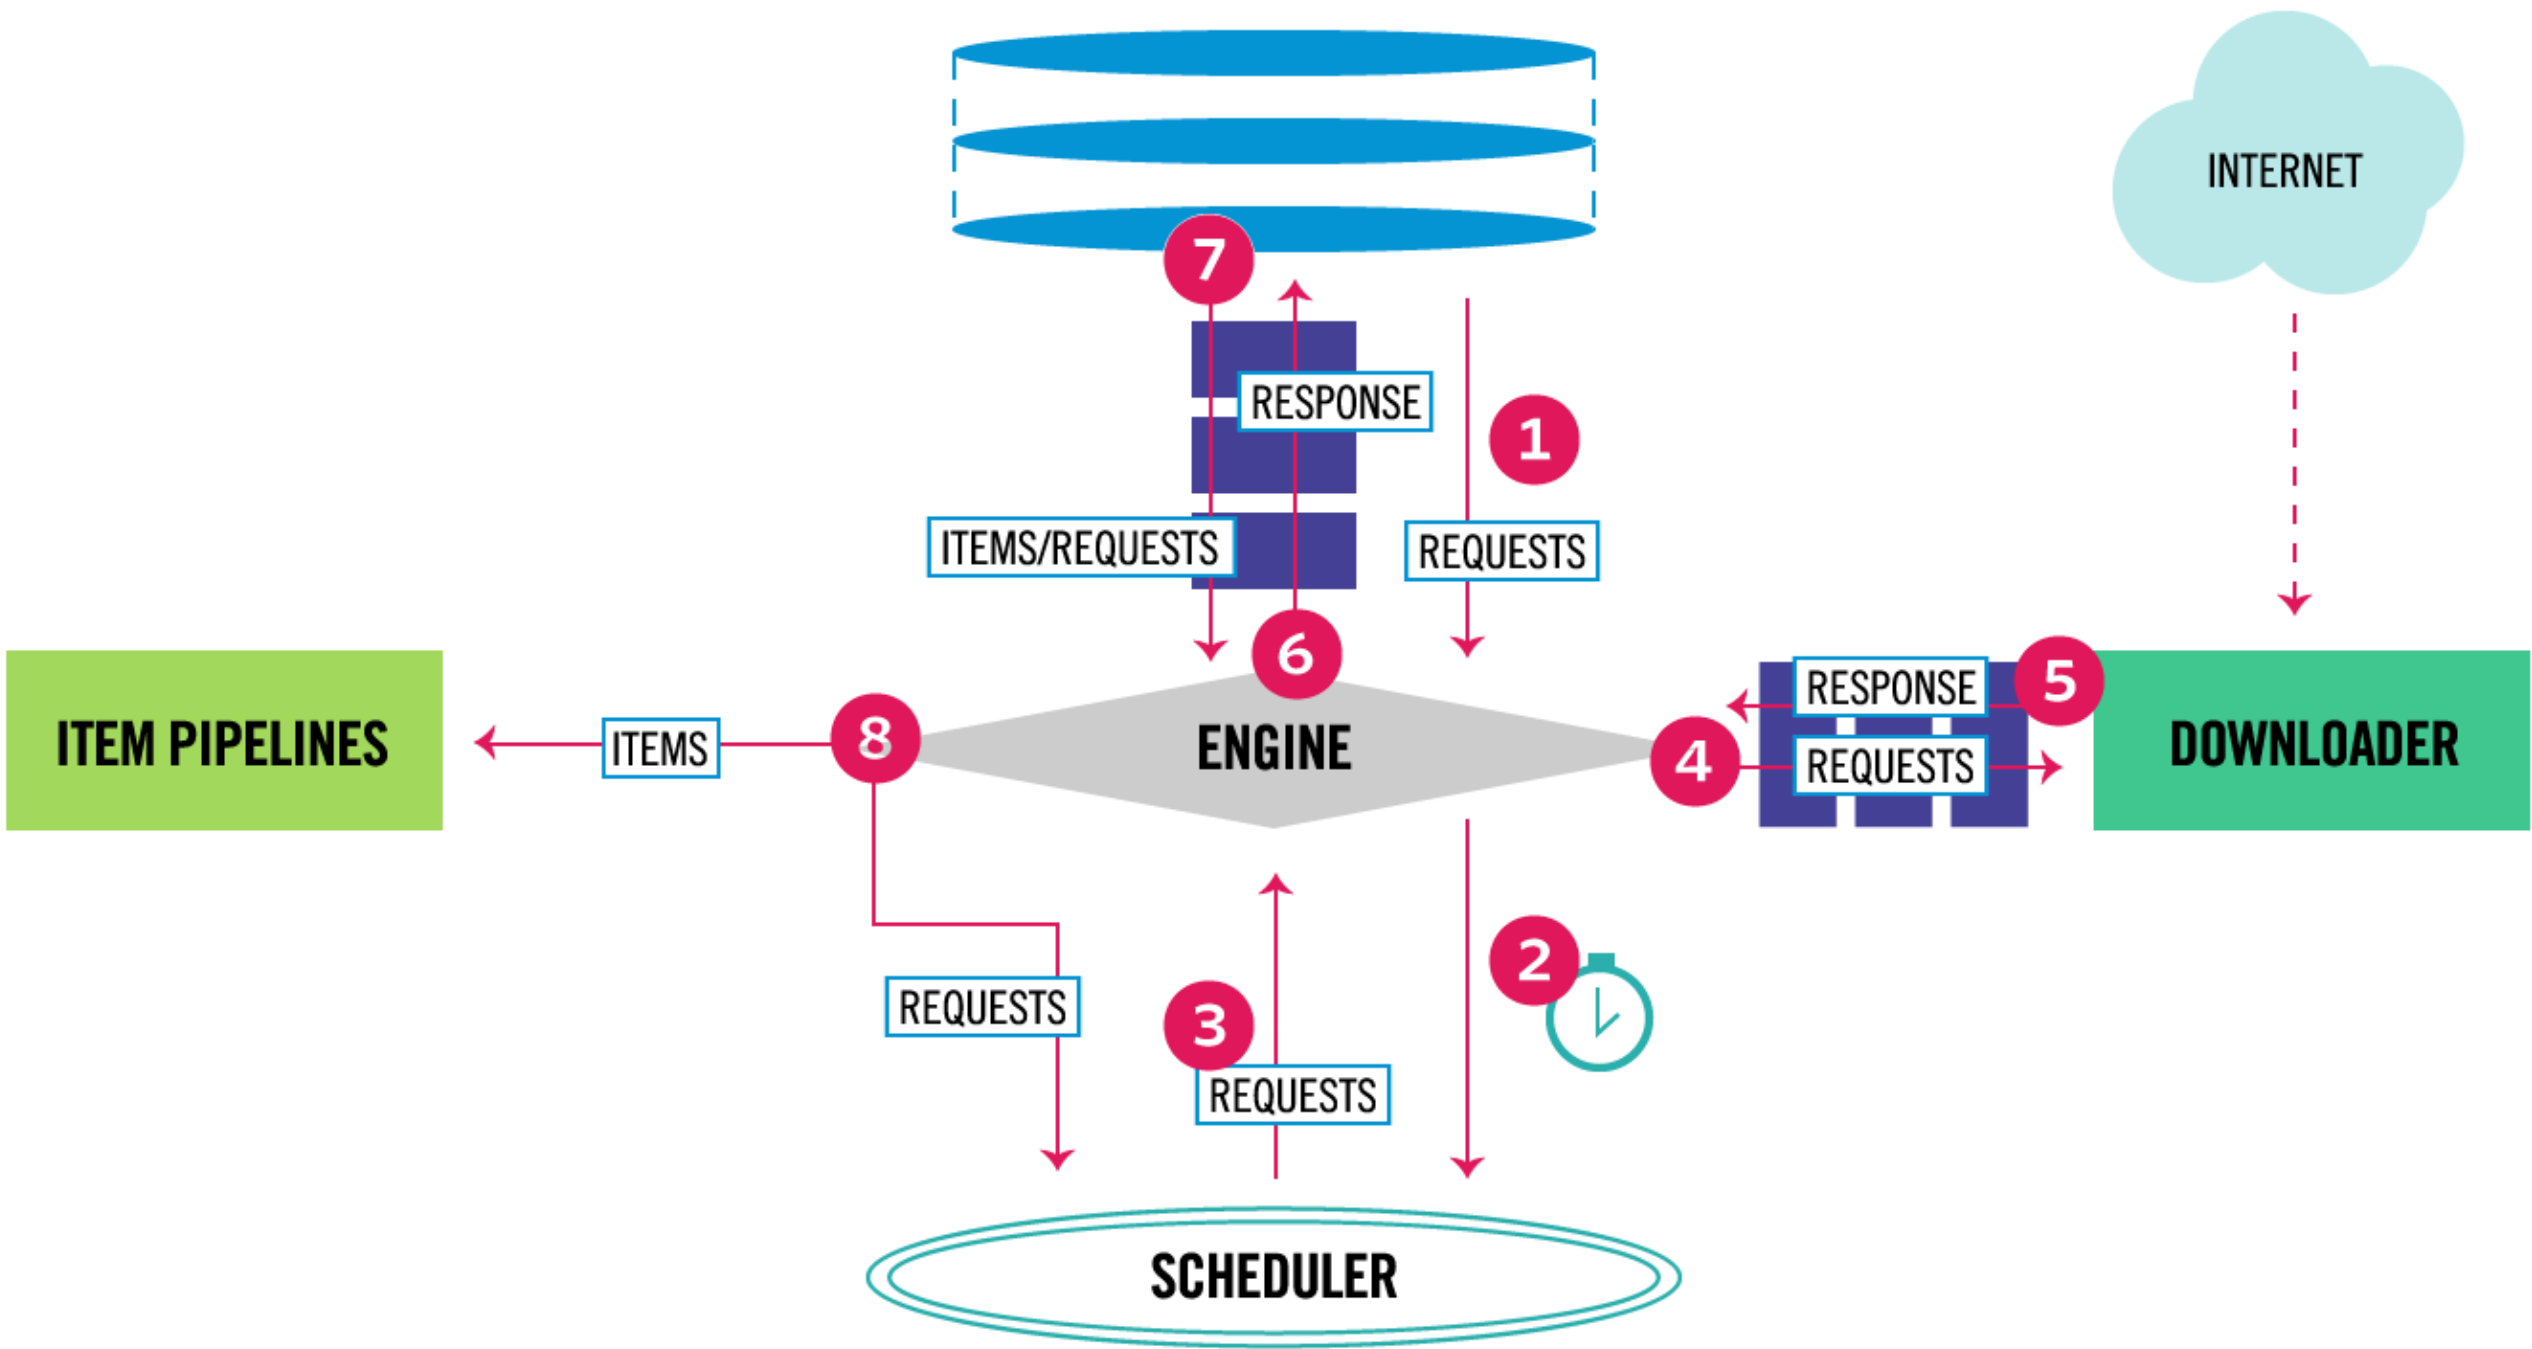 INTERNET
7
RESPONSE
1
ITEMS/REQUESTS
REQUESTS
6
5
RESPONSE
ITEM PIPELINES
ITEMS
8
ENGINE
4
REQUESTS
DOWNLOADER
2
REQUESTS
3
REQUESTS
SCHEDULER